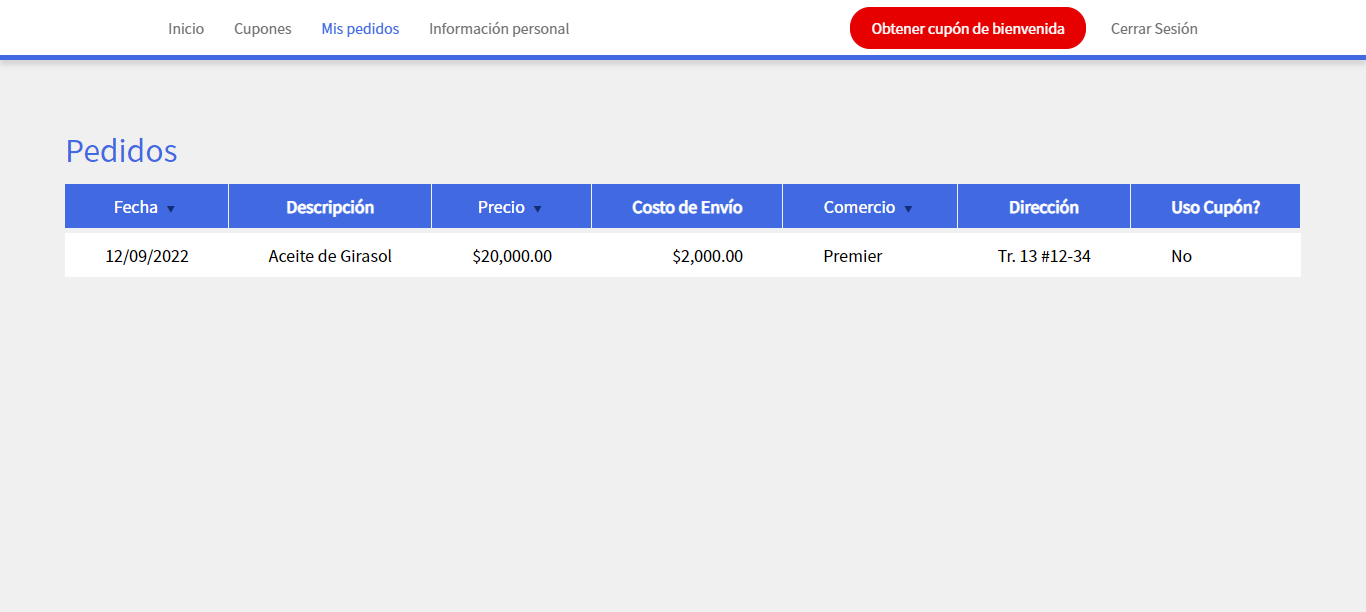 Inicio Cupones Mis pedidos Información personal Obtener cupón de bienvenida Cerrar Sesión
Pedidos
Fecha Descripción Precio Costo de Envío Comercio Dirección Uso Cupón?
12/09/2022 Aceite de Girasol $20,000.00 $2,000.00 Premier Tr. 13 #12-34 No